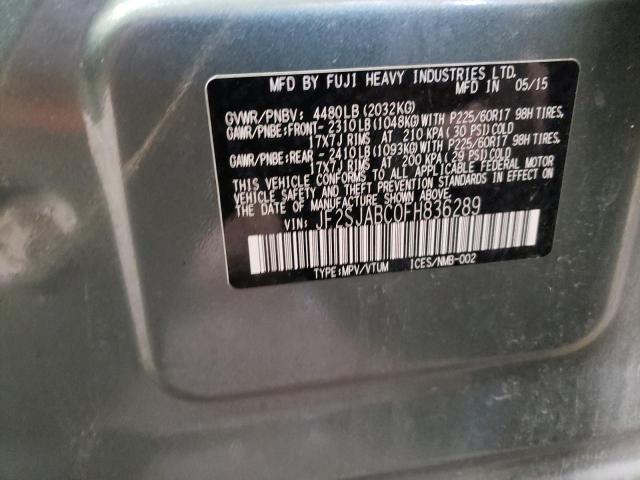 MFD BY FUJI HEAVY INDUSTRIES LTD.
MFD IN 05/15
GVWR/PNBV: 4480LB(2032KG)
GAWR/PNBE:FRONT- 2310LB(1048KG)WITH P225/60R17 98H TIRES,
17X7J RIMS AT 210 KPA(30 PSI)COLD
GAWR/PNBE:REAR - 2410LB(1093KG)WITH P225/60R17 98H TIRES,
17X7J RIMS AT 200 KPA(29 PSI)COLD
THIS VEHICLE CONFORMS TO ALL APPLICABLE FEDERAL MOTOR
VEHICLE SAFETY, AND THEFT PREVENTION STANDARDS IN EFFECT ON
THE DATE OF MANUFACTURE SHOWN ABOVE.
VIN: JF2SJABC0FH836289
TYPE:MPV/VTUM ICES/NMB-002